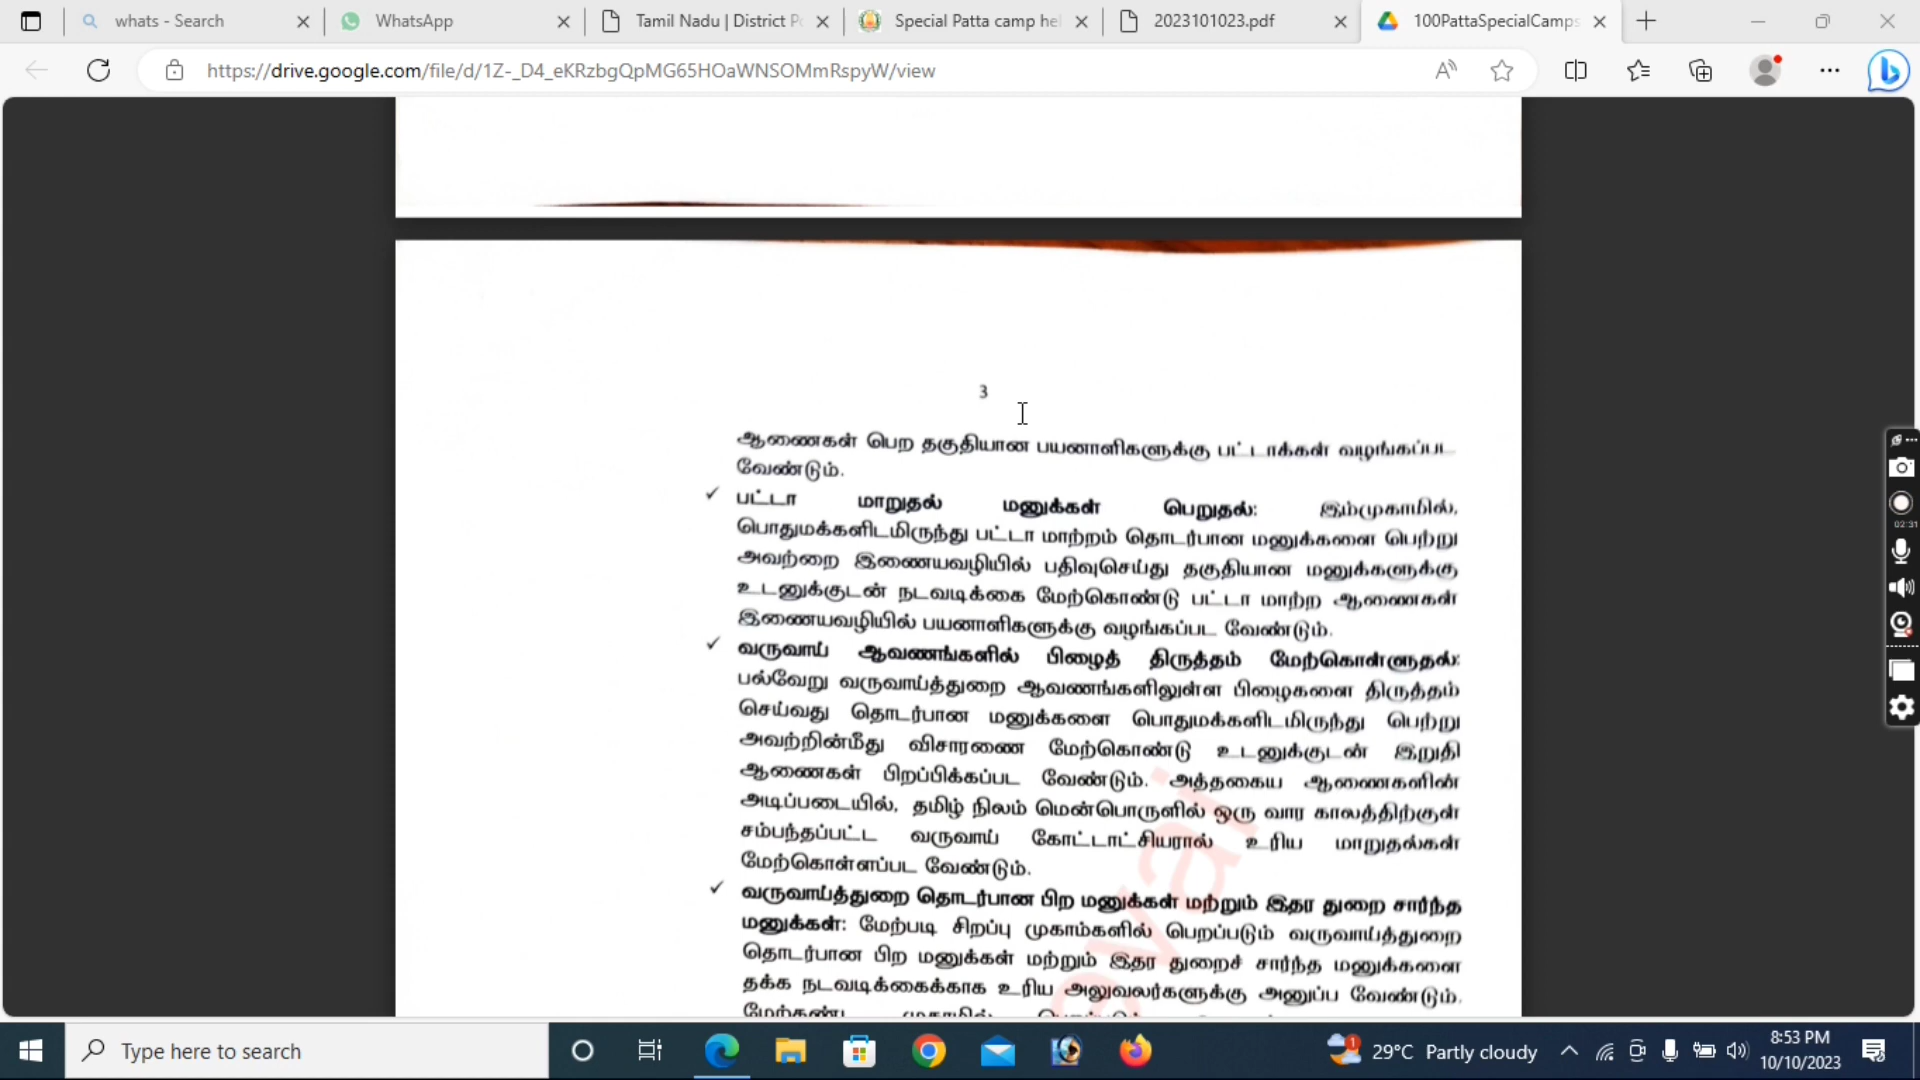 whats - Search
WhatsApp
Tamil Nadu | District Po
Special Patta camp hel
2023101023.pdf
100PattaSpecialCamps
https://drive.google.com/file/d/1Z-_D4_eKRzbgQpMG65HOaWNSOMmRspyW/view
3
ஆணைகள் பெற தகுதியான பயனாளிகளுக்கு பட்டாக்கள் வழங்கப்பட
வேண்டும்.
✓ பட்டா மாறுதல் மனுக்கள் பெறுதல்: இம்முகாமில்,
பொதுமக்களிடமிருந்து பட்டா மாற்றம் தொடர்பான மனுக்களை பெற்று
அவற்றை இணையவழியில் பதிவுசெய்து தகுதியான மனுக்களுக்கு
உடனுக்குடன் நடவடிக்கை மேற்கொண்டு பட்டா மாற்ற ஆணைகள்
இணையவழியில் பயனாளிகளுக்கு வழங்கப்பட வேண்டும்.
✓ வருவாய் ஆவணங்களில் பிழைத் திருத்தம் மேற்கொள்ளுதல்:
பல்வேறு வருவாய்த்துறை ஆவணங்களிலுள்ள பிழைகளை திருத்தம்
செய்வது தொடர்பான மனுக்களை பொதுமக்களிடமிருந்து பெற்று
அவற்றின்மீது விசாரணை மேற்கொண்டு உடனுக்குடன் இறுதி
ஆணைகள் பிறப்பிக்கப்பட வேண்டும். அத்தகைய ஆணைகளின்
அடிப்படையில், தமிழ் நிலம் மென்பொருளில் ஒரு வார காலத்திற்குள்
சம்பந்தப்பட்ட வருவாய் கோட்டாட்சியரால் உரிய மாறுதல்கள்
மேற்கொள்ளப்பட வேண்டும்.
✓ வருவாய்த்துறை தொடர்பான பிற மனுக்கள் மற்றும் இதர துறை சார்ந்த
மனுக்கள்: மேற்படி சிறப்பு முகாம்களில் பெறப்படும் வருவாய்த்துறை
தொடர்பான பிற மனுக்கள் மற்றும் இதர துறைச் சார்ந்த மனுக்களை
தக்க நடவடிக்கைக்காக உரிய அலுவலர்களுக்கு அனுப்ப வேண்டும்.
02:31
Type here to search
29°C Partly cloudy
8:53 PM
10/10/2023